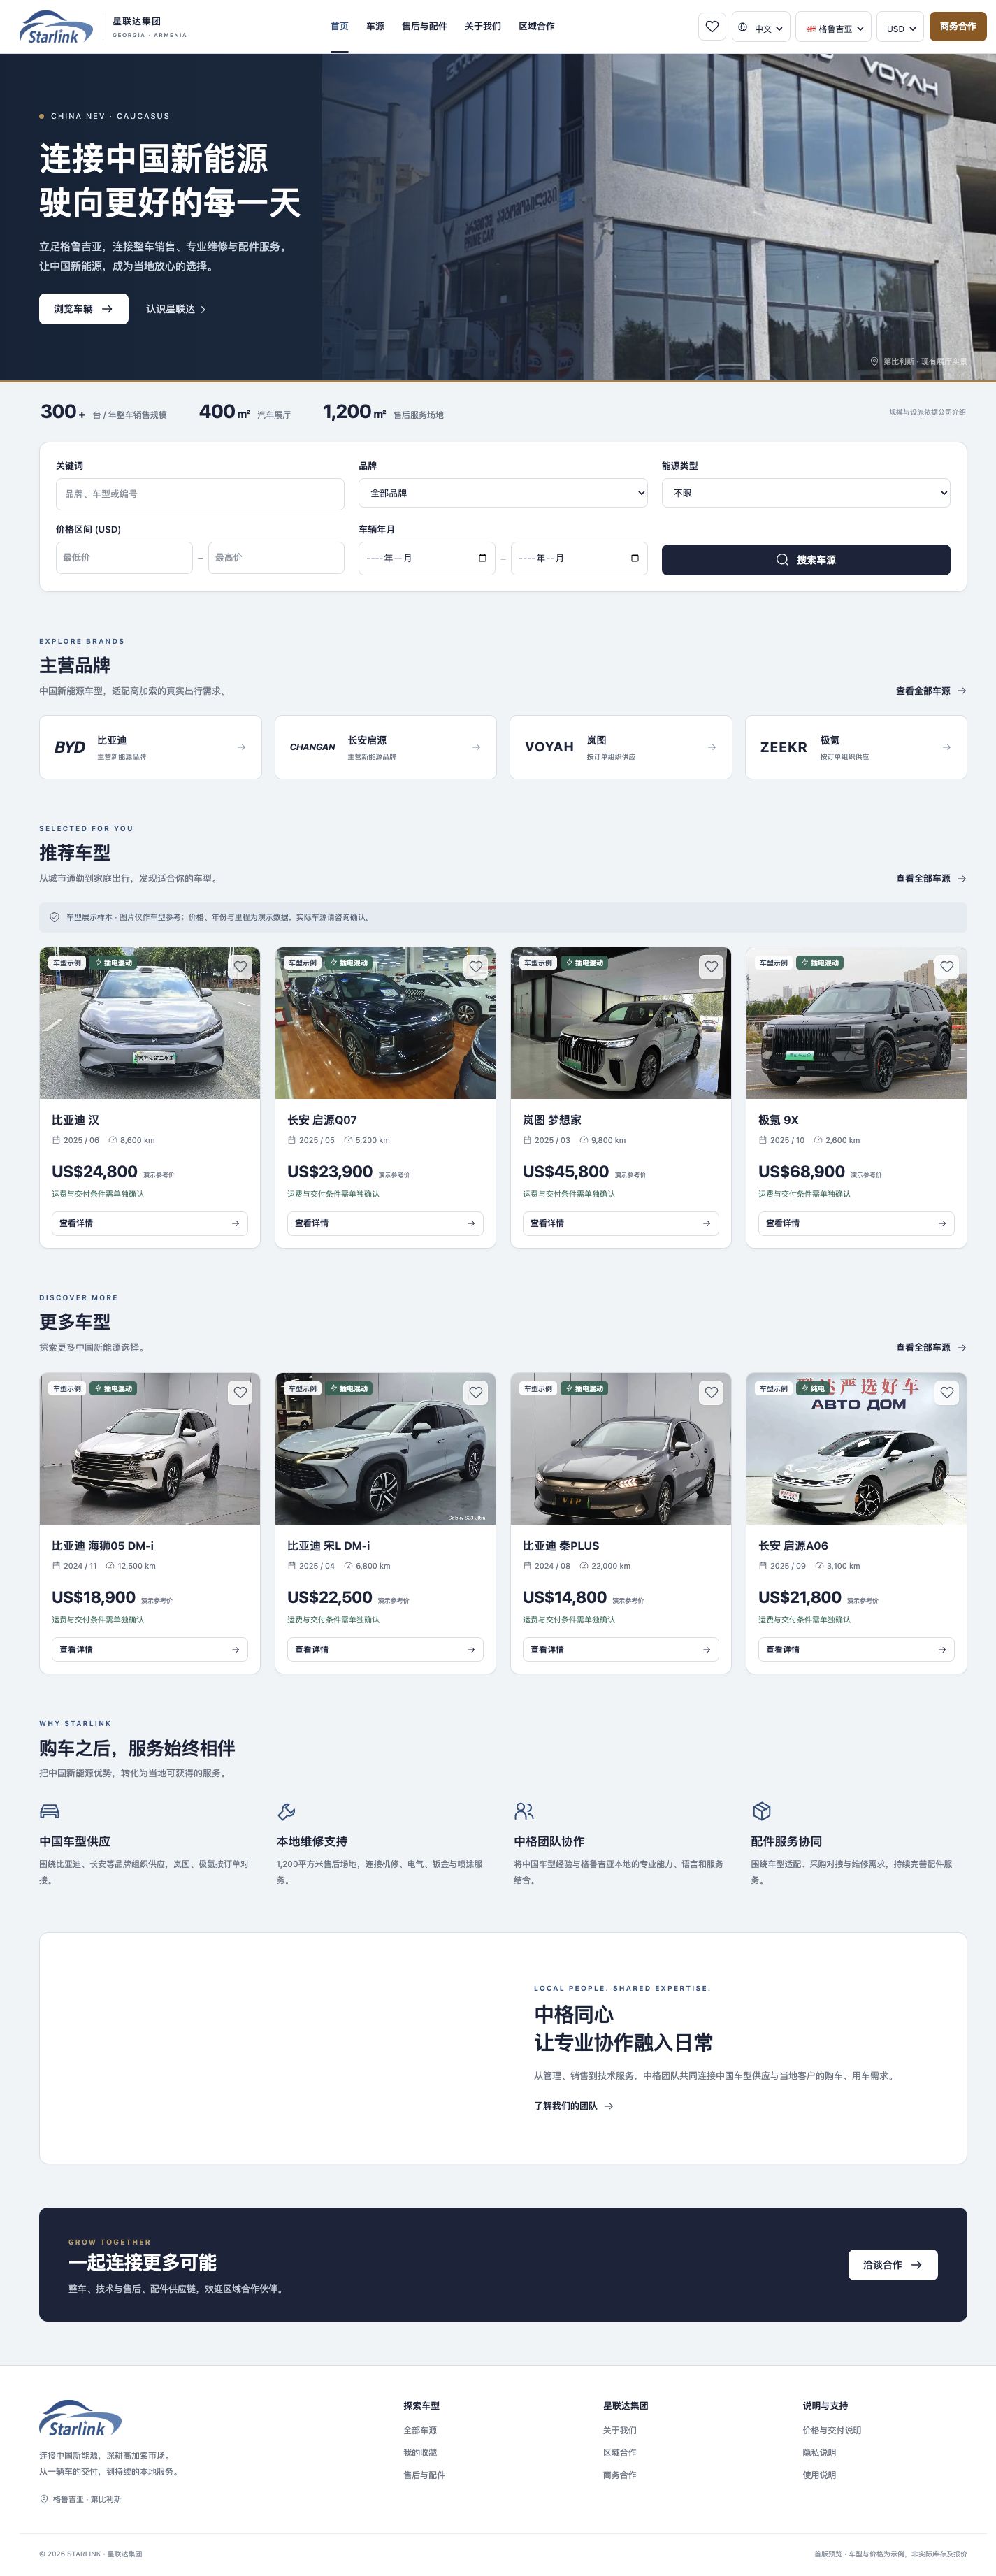 Starlink
星联达集团
GEORGIA · ARMENIA
首页 车源 售后与配件 关于我们 区域合作
中文 格鲁吉亚 USD 商务合作
VOYAH
CHINA NEV · CAUCASUS
连接中国新能源
驶向更好的每一天
立足格鲁吉亚，连接整车销售、专业维修与配件服务。
让中国新能源，成为当地放心的选择。
浏览车辆
认识星联达
第比利斯 · 现有展厅实景
300+ 台 / 年整车销售规模
400㎡ 汽车展厅
1,200㎡ 售后服务场地
规模与设施依据公司介绍
关键词
品牌、车型或编号
品牌
全部品牌
能源类型
不限
价格区间 (USD)
最低价 – 最高价
车辆年月
----年--月 – ----年--月
搜索车源
EXPLORE BRANDS
主营品牌
中国新能源车型，适配高加索的真实出行需求。
查看全部车源
BYD
比亚迪
主营新能源品牌
CHANGAN
长安启源
主营新能源品牌
VOYAH
岚图
按订单组织供应
ZEEKR
极氪
按订单组织供应
SELECTED FOR YOU
推荐车型
从城市通勤到家庭出行，发现适合你的车型。
查看全部车源
车型展示样本 · 图片仅作车型参考；价格、年份与里程为演示数据，实际车源请咨询确认。
车型示例 插电混动
比亚迪 汉
2025 / 06 8,600 km
US$24,800 演示参考价
运费与交付条件需单独确认
查看详情
车型示例 插电混动
长安 启源Q07
2025 / 05 5,200 km
US$23,900 演示参考价
运费与交付条件需单独确认
查看详情
车型示例 插电混动
岚图 梦想家
2025 / 03 9,800 km
US$45,800 演示参考价
运费与交付条件需单独确认
查看详情
车型示例 插电混动
极氪 9X
2025 / 10 2,600 km
US$68,900 演示参考价
运费与交付条件需单独确认
查看详情
DISCOVER MORE
更多车型
探索更多中国新能源选择。
查看全部车源
车型示例 插电混动
比亚迪 海狮05 DM-i
2024 / 11 12,500 km
US$18,900 演示参考价
运费与交付条件需单独确认
查看详情
车型示例 插电混动
Galaxy S23 Ultra
比亚迪 宋L DM-i
2025 / 04 6,800 km
US$22,500 演示参考价
运费与交付条件需单独确认
查看详情
车型示例 插电混动
VIP
比亚迪 秦PLUS
2024 / 08 22,000 km
US$14,800 演示参考价
运费与交付条件需单独确认
查看详情
车型示例 纯电
达严选好车
АВТО ДОМ
长安 启源A06
2025 / 09 3,100 km
US$21,800 演示参考价
运费与交付条件需单独确认
查看详情
WHY STARLINK
购车之后，服务始终相伴
把中国新能源优势，转化为当地可获得的服务。
中国车型供应
围绕比亚迪、长安等品牌组织供应，岚图、极氪按订单对
接。
本地维修支持
1,200平方米售后场地，连接机修、电气、钣金与喷涂服
务。
中格团队协作
将中国车型经验与格鲁吉亚本地的专业能力、语言和服务
结合。
配件服务协同
围绕车型适配、采购对接与维修需求，持续完善配件服
务。
LOCAL PEOPLE. SHARED EXPERTISE.
中格同心
让专业协作融入日常
从管理、销售到技术服务，中格团队共同连接中国车型供应与当地客户的购车、用车需求。
了解我们的团队
GROW TOGETHER
一起连接更多可能
整车、技术与售后、配件供应链，欢迎区域合作伙伴。
洽谈合作
Starlink
连接中国新能源，深耕高加索市场。
从一辆车的交付，到持续的本地服务。
格鲁吉亚 · 第比利斯
探索车型
全部车源
我的收藏
售后与配件
星联达集团
关于我们
区域合作
商务合作
说明与支持
价格与交付说明
隐私说明
使用说明
© 2026 STARLINK · 星联达集团
首版预览 · 车型与价格为示例，非实际库存及报价